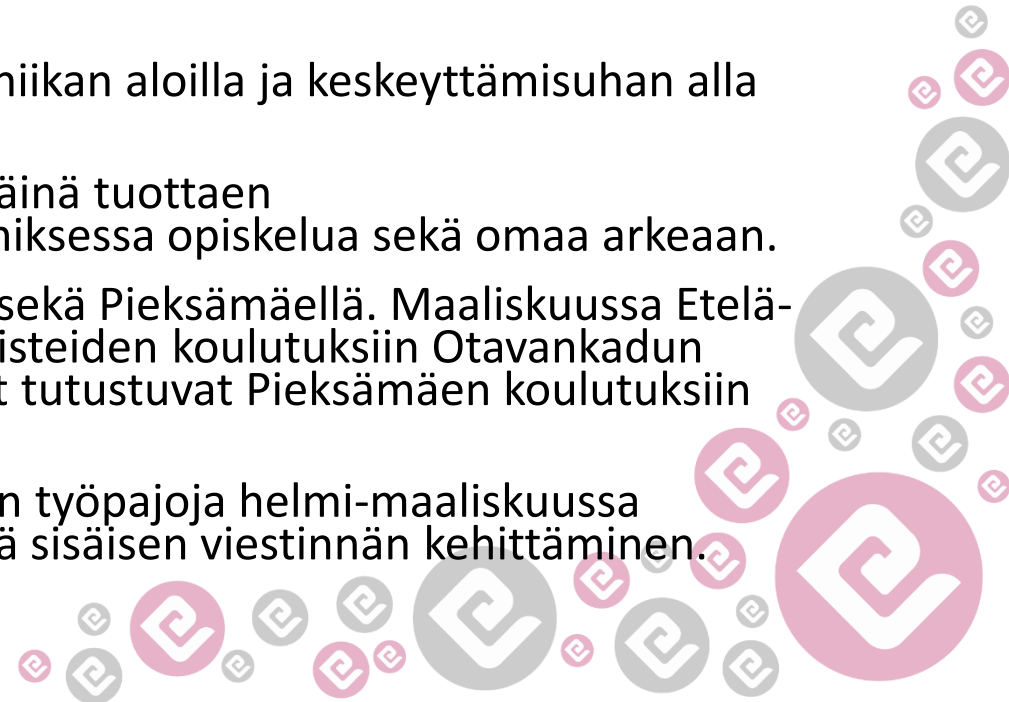 niikan aloilla ja keskeyttämisuhan alla
äinä tuottaen
niksessa opiskelua sekä omaa arkeaan.
sekä Pieksämäellä. Maaliskuussa Etelä-
isteiden koulutuksiin Otavankadun
t tutustuvat Pieksämäen koulutuksiin
n työpajoja helmi-maaliskuussa
ä sisäisen viestinnän kehittäminen.